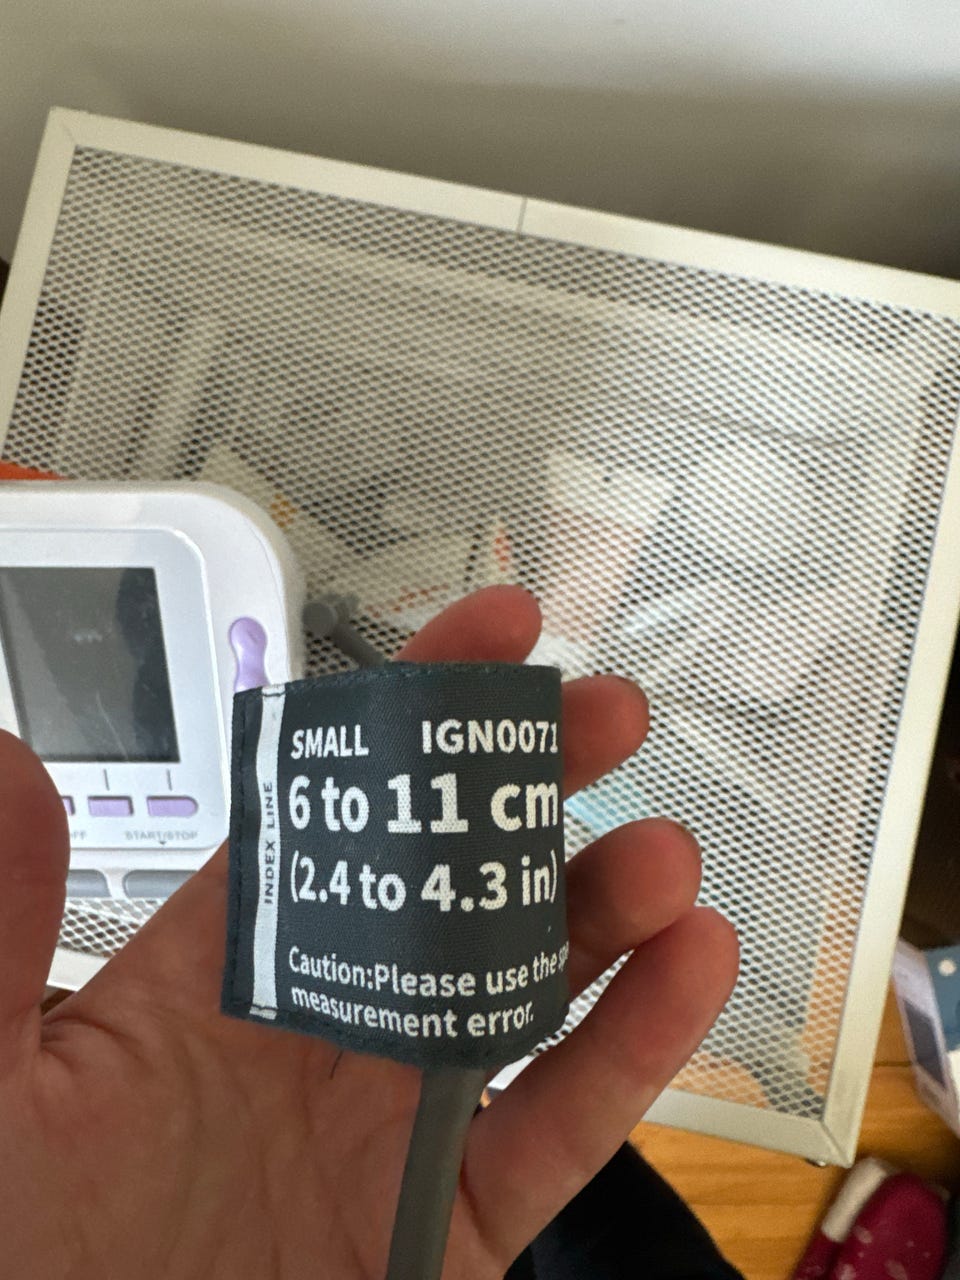 SMALL IGN0071
6 to 11 cm
(2.4 to 4.3 in)
Caution:Please use the
measurement error.
INDEX LINE
START/STOP